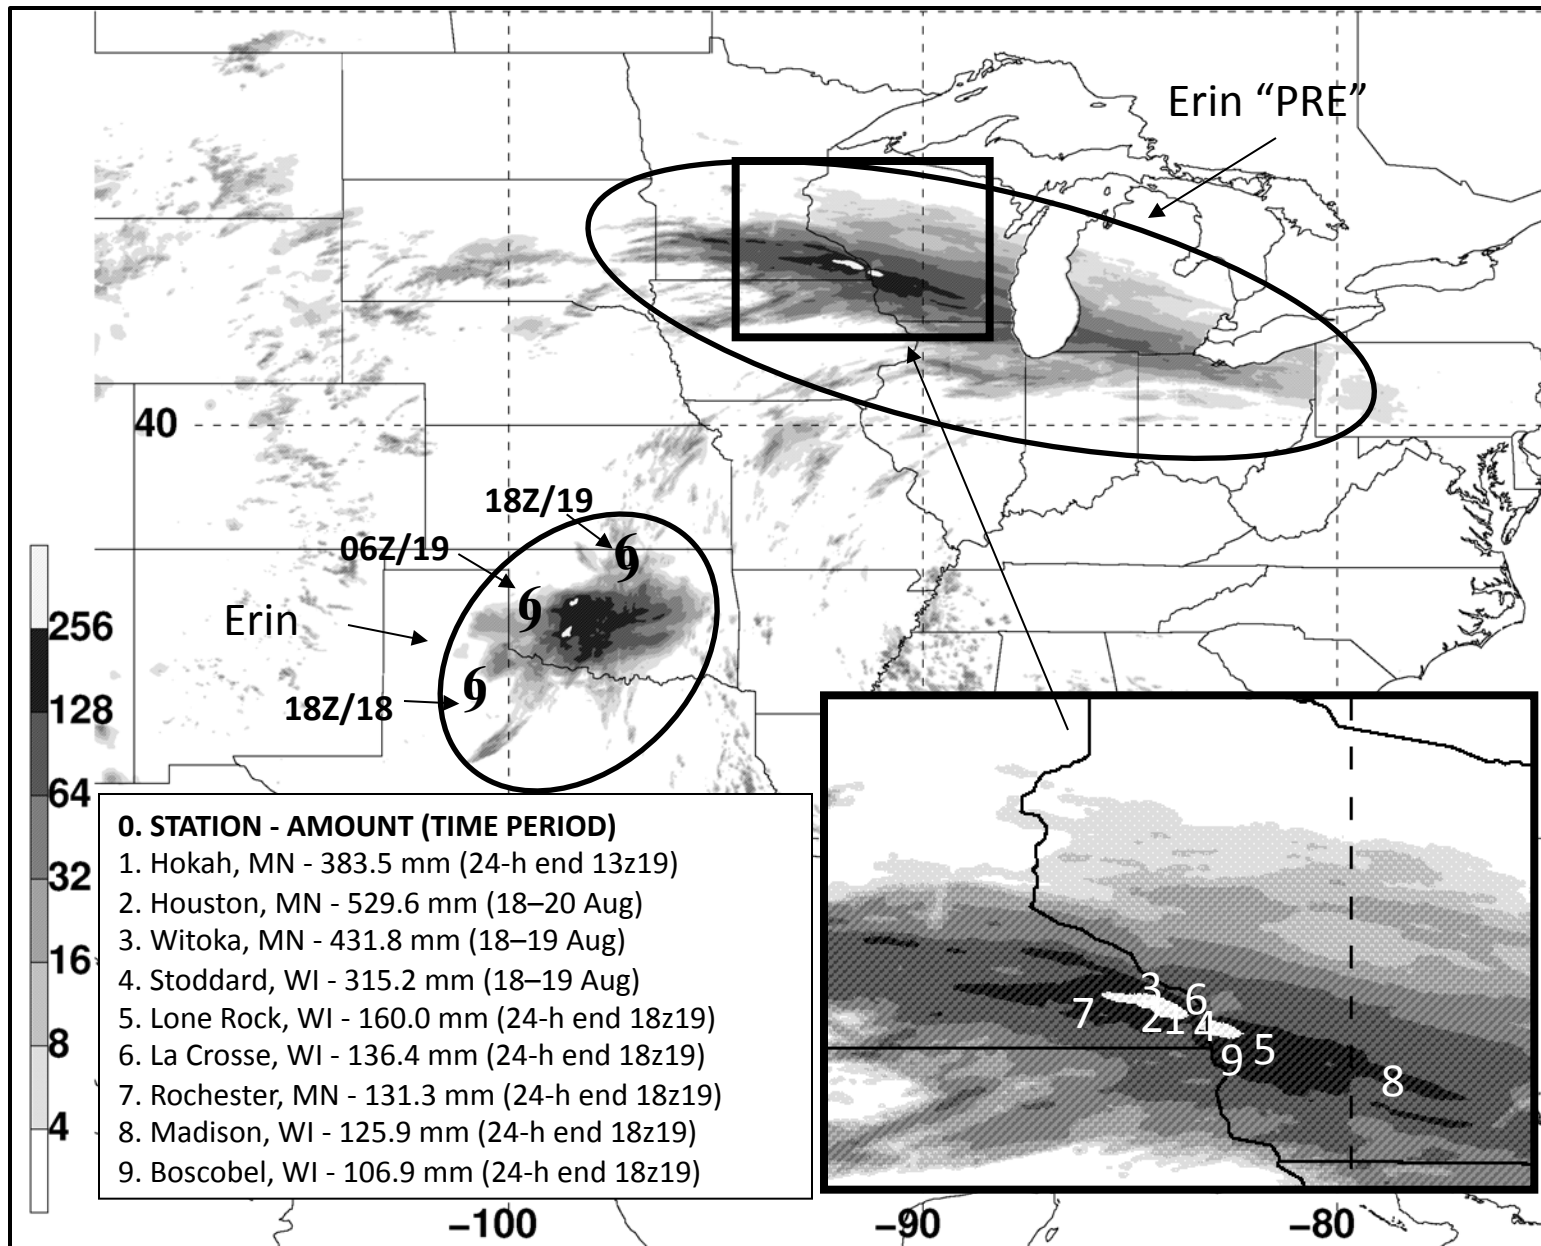 Erin “PRE”
40
18Z/19
06Z/19
Erin
18Z/18
256
128
64
32
16
8
4
0. STATION - AMOUNT (TIME PERIOD)
1. Hokah, MN - 383.5 mm (24-h end 13z19)
2. Houston, MN - 529.6 mm (18–20 Aug)
3. Witoka, MN - 431.8 mm (18–19 Aug)
4. Stoddard, WI - 315.2 mm (18–19 Aug)
5. Lone Rock, WI - 160.0 mm (24-h end 18z19)
6. La Crosse, WI - 136.4 mm (24-h end 18z19)
7. Rochester, MN - 131.3 mm (24-h end 18z19)
8. Madison, WI - 125.9 mm (24-h end 18z19)
9. Boscobel, WI - 106.9 mm (24-h end 18z19)
3
6
7
2
1
4
5
9
8
−100
−90
−80